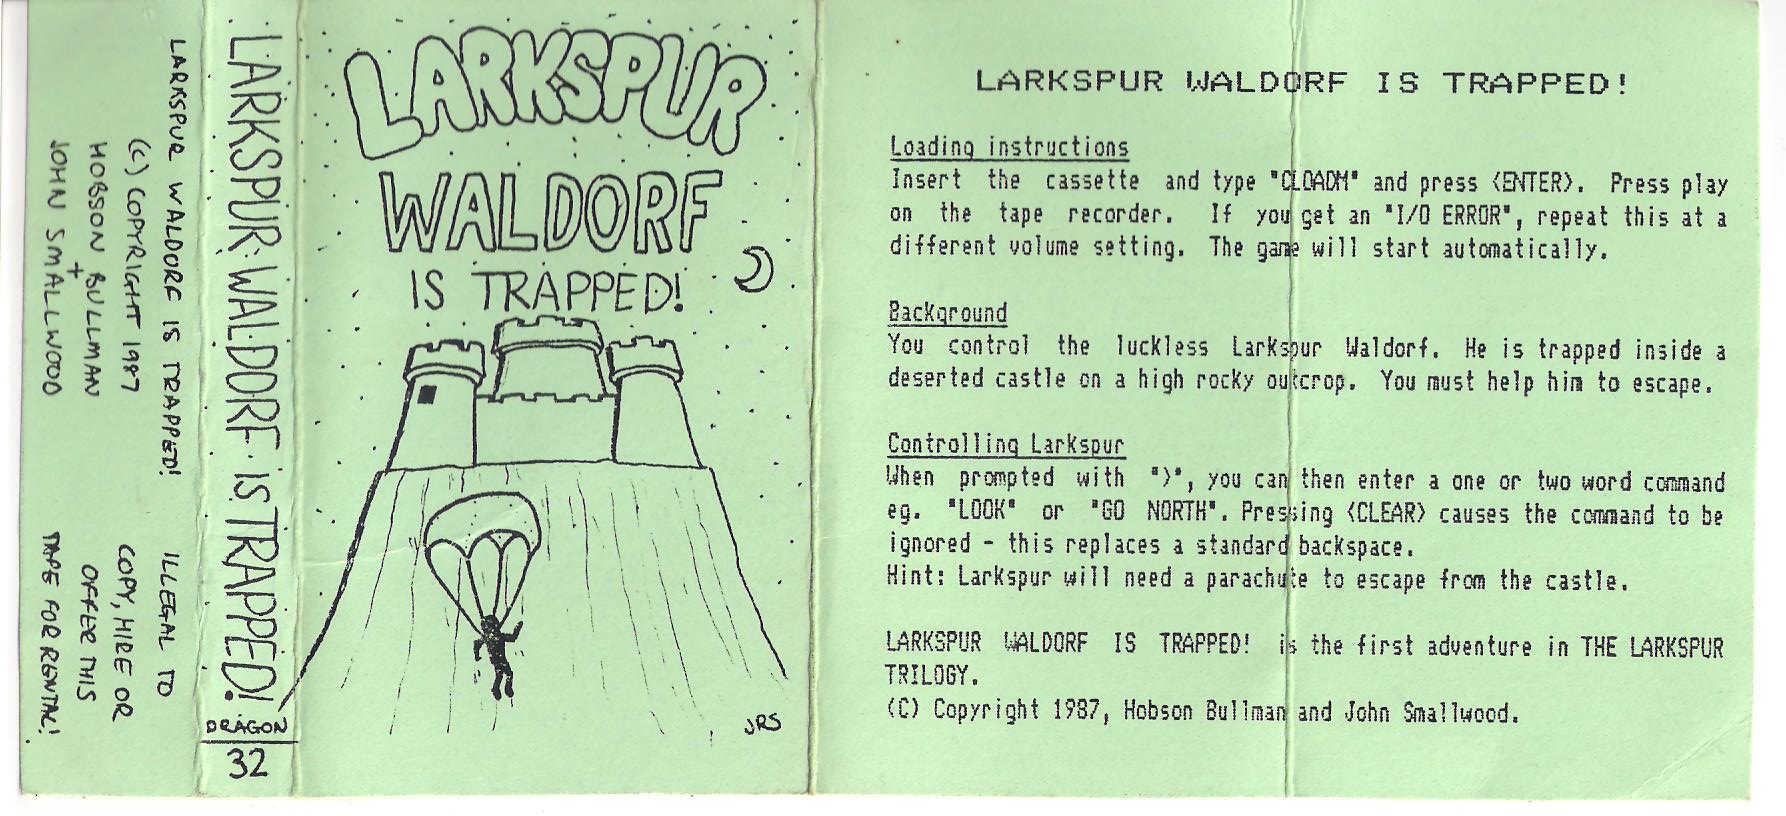 LARKSPUR WALDORF IS TRAPPED!
(C) COPYRIGHT 1987
HOBSON BULLMAN
+
JOHN SMALLWOOD
ILLEGAL TO
COPY, HIRE OR
OFFER THIS
TAPE FOR RENTAL!
LARKSPUR·WALDORF·IS·TRAPPED!
DRAGON
32
LARKSPUR
WALDORF
IS TRAPPED!
JRS
LARKSPUR WALDORF IS TRAPPED!
Loading instructions
Insert the cassette and type "CLOADM" and press <ENTER>. Press play
on the tape recorder. If you get an "I/O ERROR", repeat this at a
different volume setting. The game will start automatically.
Background
You control the luckless Larkspur Waldorf. He is trapped inside a
deserted castle on a high rocky outcrop. You must help him to escape.
Controlling Larkspur
When prompted with ">", you can then enter a one or two word command
eg. "LOOK" or "GO NORTH". Pressing <CLEAR> causes the command to be
ignored - this replaces a standard backspace.
Hint: Larkspur will need a parachute to escape from the castle.
LARKSPUR WALDORF IS TRAPPED! is the first adventure in THE LARKSPUR
TRILOGY.
(C) Copyright 1987, Hobson Bullman and John Smallwood.